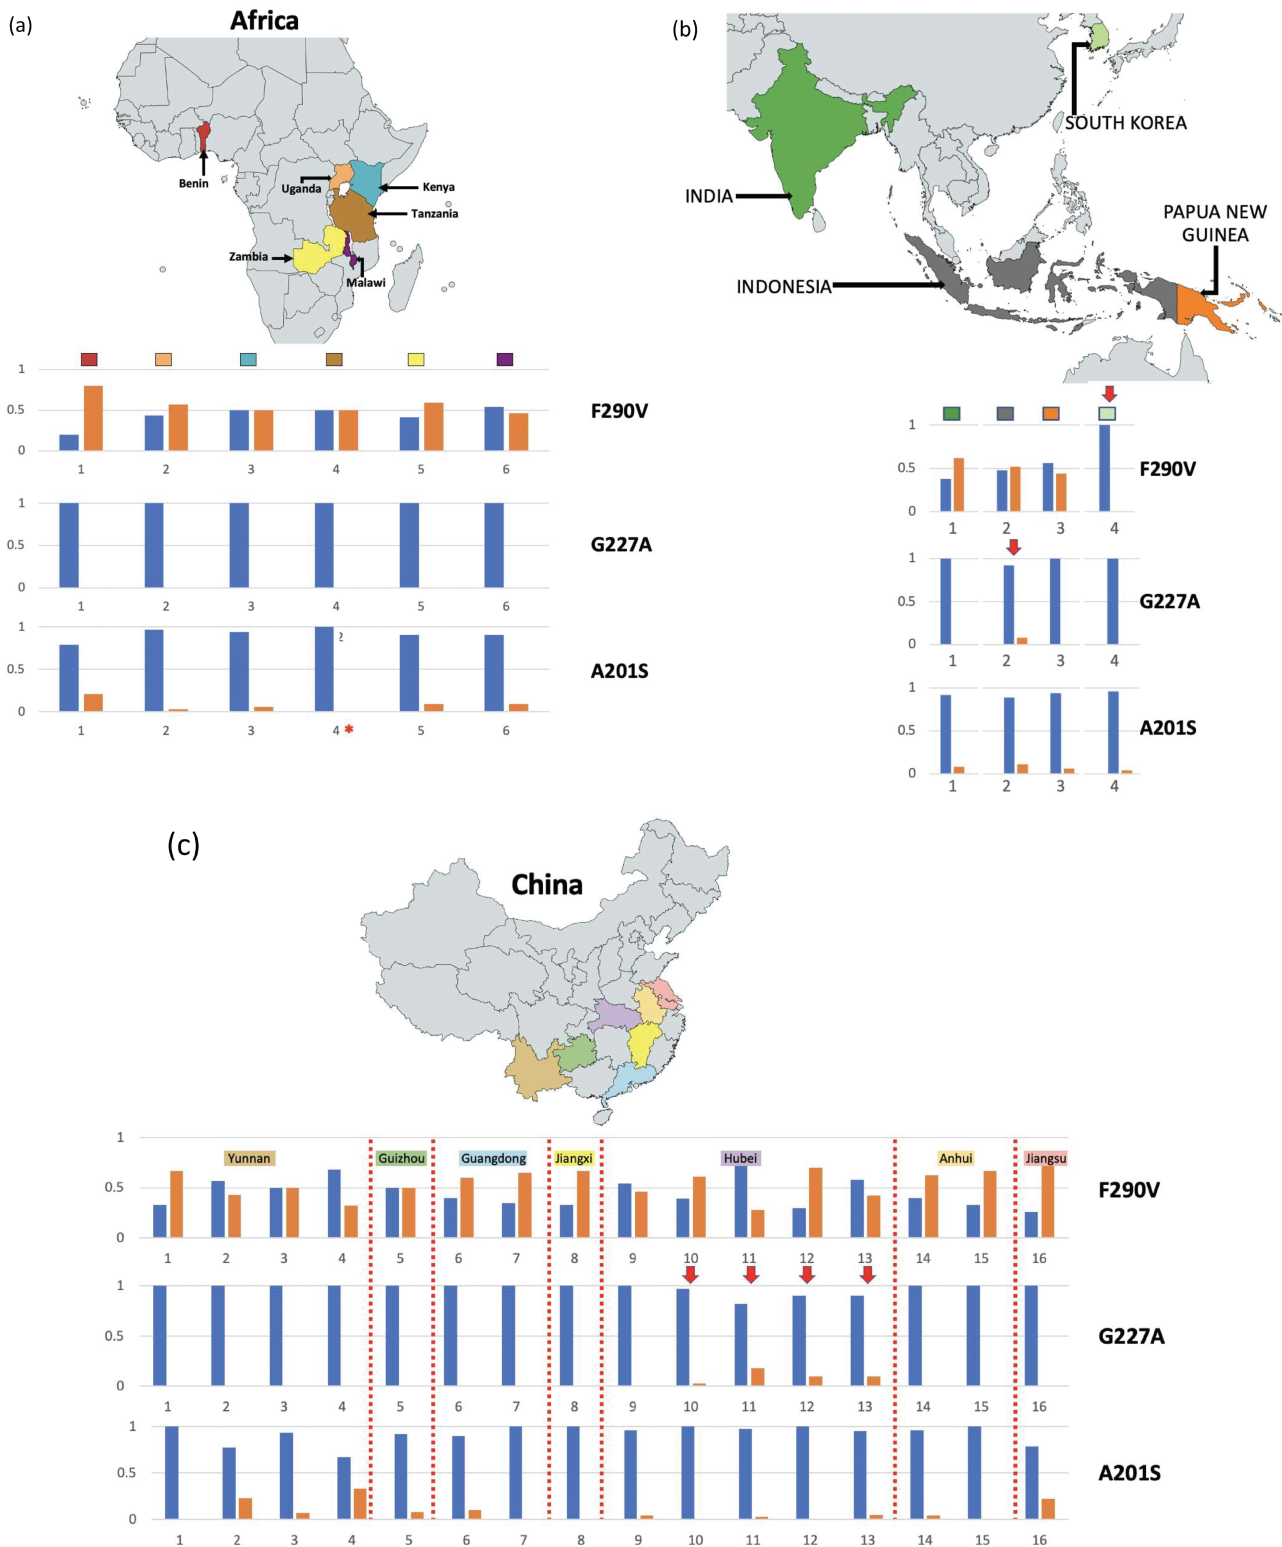 (a)
Africa
Benin
Uganda
Kenya
Tanzania
Zambia
Malawi
1
0.5
0
1 2 3 4 5 6
F290V
1
0.5
0
1 2 3 4 5 6
G227A
1
0.5
0
2
1 2 3 4 * 5 6
A201S
(b)
SOUTH KOREA
INDIA
PAPUA NEW
GUINEA
INDONESIA
1
0.5
0
1 2 3 4
F290V
1
0.5
0
1 2 3 4
G227A
1
0.5
0
1 2 3 4
A201S
(c)
China
Yunnan Guizhou Guangdong Jiangxi Hubei Anhui Jiangsu
1
0.5
0
1 2 3 4 5 6 7 8 9 10 11 12 13 14 15 16
F290V
1
0.5
0
1 2 3 4 5 6 7 8 9 10 11 12 13 14 15 16
G227A
1
0.5
0
1 2 3 4 5 6 7 8 9 10 11 12 13 14 15 16
A201S